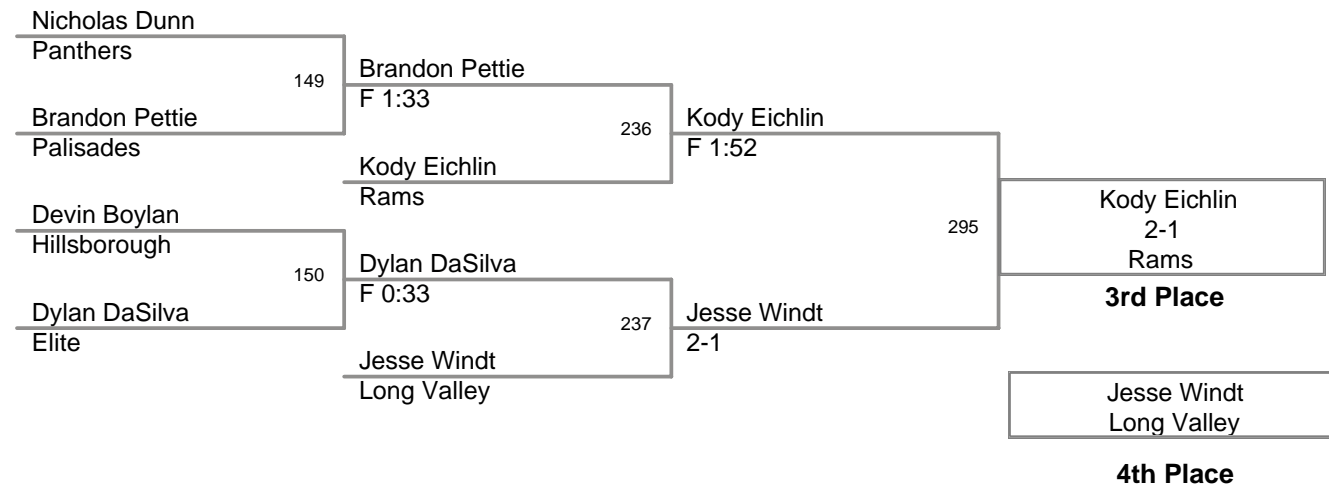 Nicholas Dunn
Panthers
149
Brandon Pettie
F 1:33
Brandon Pettie
Palisades
236
Kody Eichlin
F 1:52
Kody Eichlin
Rams
Devin Boylan
Hillsborough
295
Kody Eichlin
2-1
Rams
3rd Place
150
Dylan DaSilva
F 0:33
Dylan DaSilva
Elite
237
Jesse Windt
2-1
Jesse Windt
Long Valley
Jesse Windt
Long Valley
4th Place